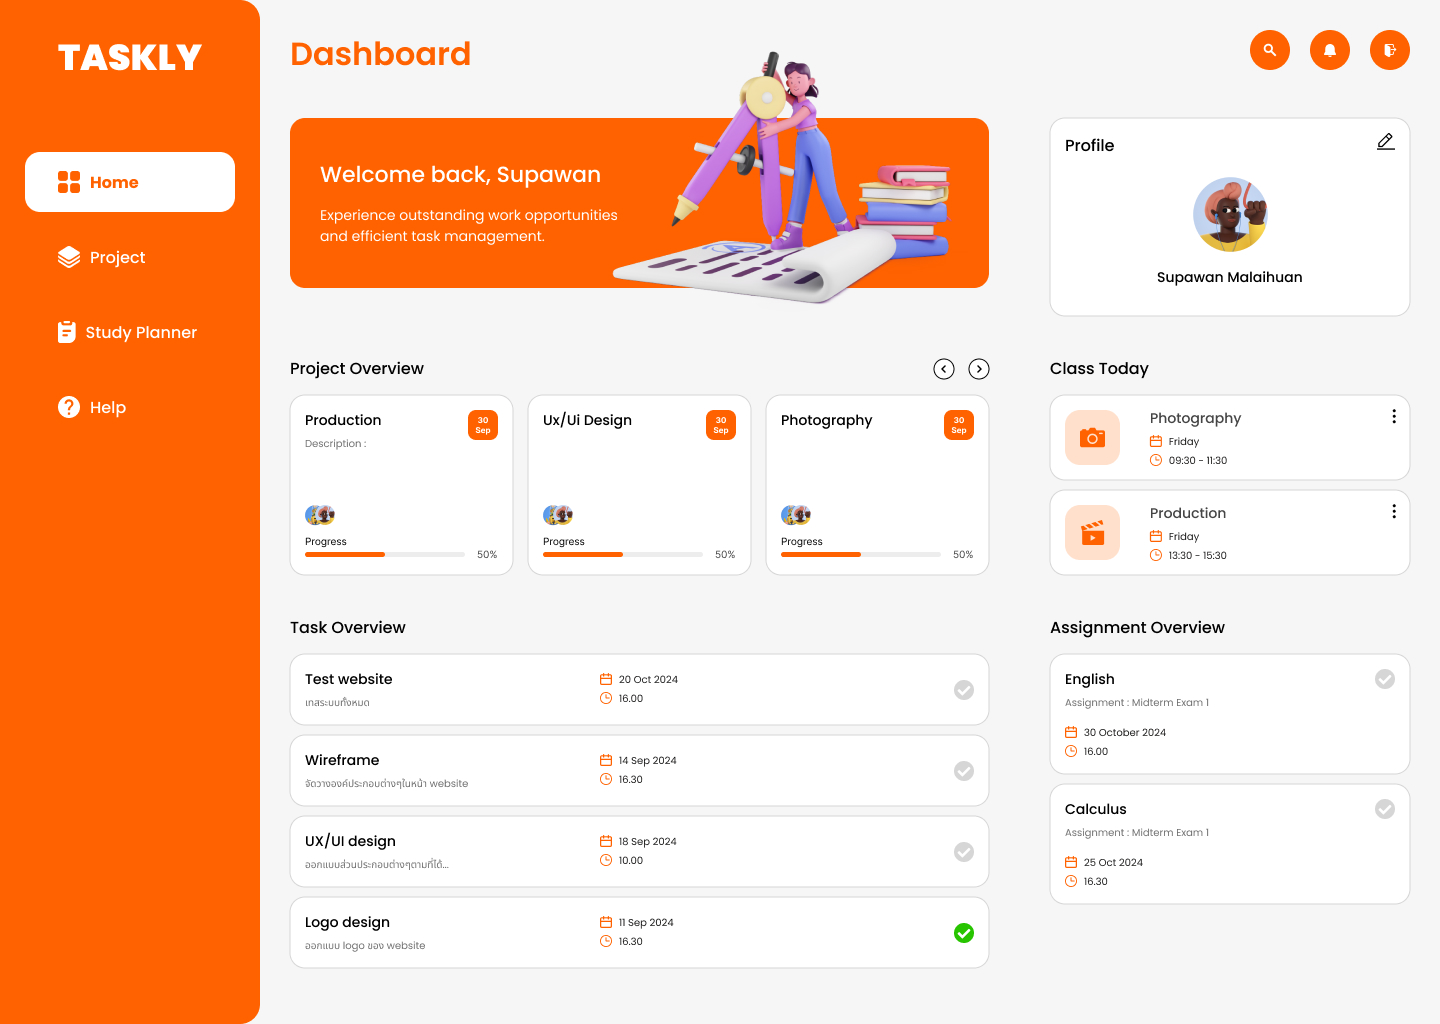 TASKLY
Home
Project
Study Planner
Help
Dashboard
Welcome back, Supawan
Experience outstanding work opportunities
and efficient task management.
Profile
Supawan Malaihuan
Project Overview
Production
30
Sep
Description :
Progress
50%
Ux/Ui Design
30
Sep
Progress
50%
Photography
30
Sep
Progress
50%
Class Today
Photography
Friday
09:30 - 11:30
Production
Friday
13:30 - 15:30
Task Overview
Test website
เทสระบบทั้งหมด
20 Oct 2024
16.00
Wireframe
จัดวางองค์ประกอบต่างๆในหน้า website
14 Sep 2024
16.30
UX/UI design
ออกแบบส่วนประกอบต่างๆตามที่ได้...
18 Sep 2024
10.00
Logo design
ออกแบบ logo ของ website
11 Sep 2024
16.30
Assignment Overview
English
Assignment : Midterm Exam 1
30 October 2024
16.00
Calculus
Assignment : Midterm Exam 1
25 Oct 2024
16.30